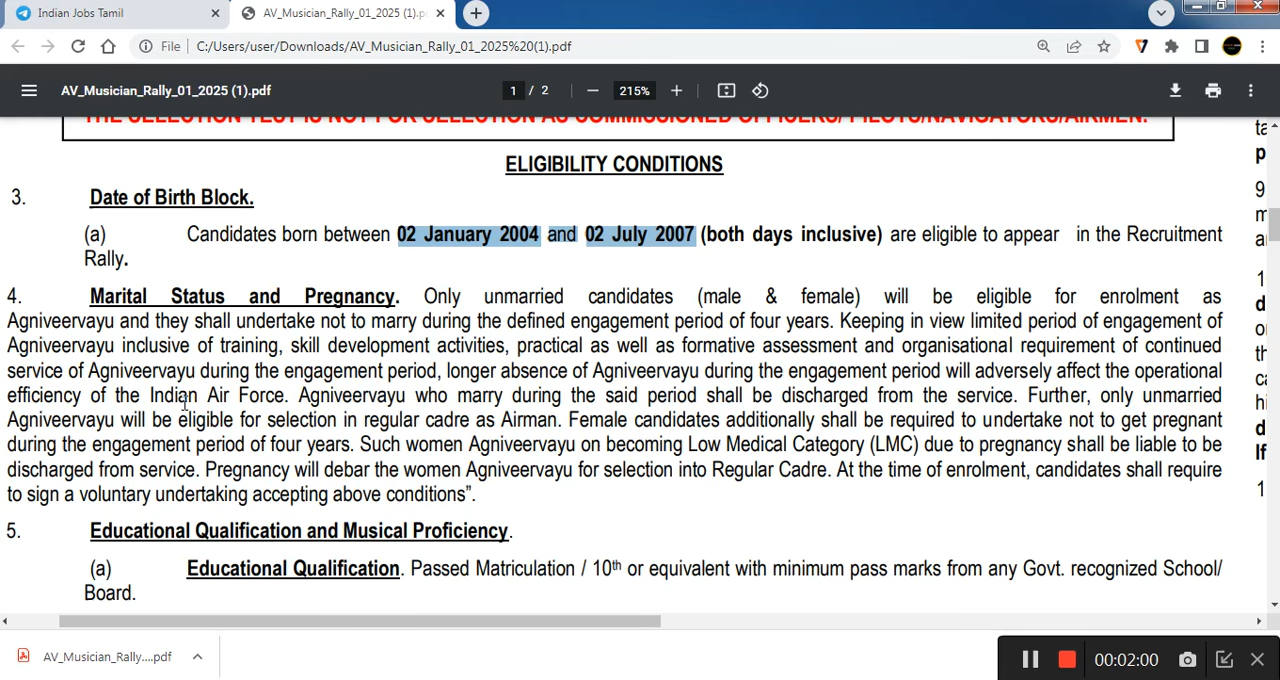 Indian Jobs Tamil
AV_Musician_Rally_01_2025 (1).p
File C:/Users/user/Downloads/AV_Musician_Rally_01_2025%20(1).pdf
AV_Musician_Rally_01_2025 (1).pdf 1 / 2 215%
THE SELECTION TEST IS NOT FOR SELECTION AS COMMISSIONED OFFICERS/ PILOTS/NAVIGATORS/AIRMEN.
ELIGIBILITY CONDITIONS
3. Date of Birth Block.
(a) Candidates born between 02 January 2004 and 02 July 2007 (both days inclusive) are eligible to appear in the Recruitment
Rally.
4. Marital Status and Pregnancy. Only unmarried candidates (male & female) will be eligible for enrolment as
Agniveervayu and they shall undertake not to marry during the defined engagement period of four years. Keeping in view limited period of engagement of
Agniveervayu inclusive of training, skill development activities, practical as well as formative assessment and organisational requirement of continued
service of Agniveervayu during the engagement period, longer absence of Agniveervayu during the engagement period will adversely affect the operational
efficiency of the Indian Air Force. Agniveervayu who marry during the said period shall be discharged from the service. Further, only unmarried
Agniveervayu will be eligible for selection in regular cadre as Airman. Female candidates additionally shall be required to undertake not to get pregnant
during the engagement period of four years. Such women Agniveervayu on becoming Low Medical Category (LMC) due to pregnancy shall be liable to be
discharged from service. Pregnancy will debar the women Agniveervayu for selection into Regular Cadre. At the time of enrolment, candidates shall require
to sign a voluntary undertaking accepting above conditions”.
5. Educational Qualification and Musical Proficiency.
(a) Educational Qualification. Passed Matriculation / 10th or equivalent with minimum pass marks from any Govt. recognized School/
Board.
AV_Musician_Rally....pdf
00:02:00